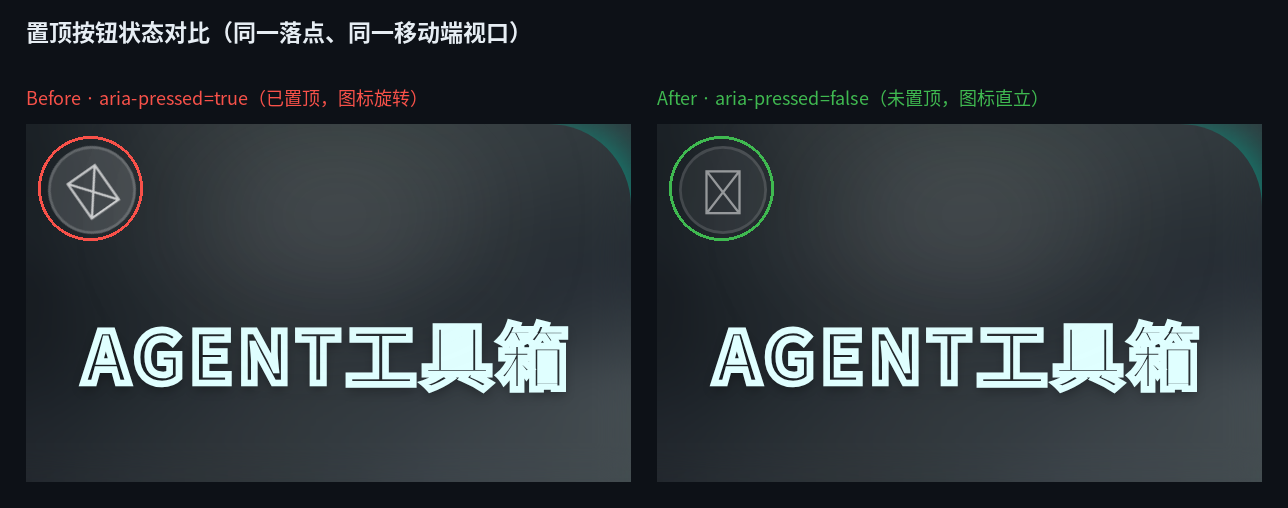 置顶按钮状态对比（同一落点、同一移动端视口）
Before · aria-pressed=true（已置顶，图标旋转）
After · aria-pressed=false（未置顶，图标直立）
AGENT工具箱
AGENT工具箱